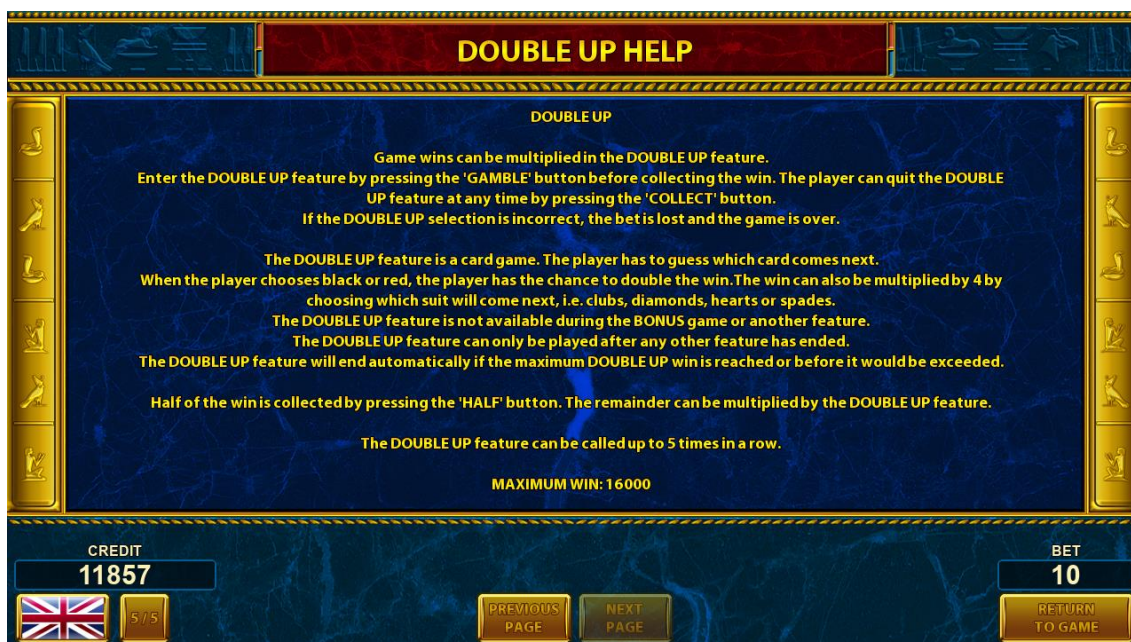 DOUBLE UP HELP
DOUBLE UP
Game wins can be multiplied in the DOUBLE UP feature.
Enter the DOUBLE UP feature by pressing the 'GAMBLE' button before collecting the win. The player can quit the DOUBLE
UP feature at any time by pressing the 'COLLECT' button.
If the DOUBLE UP selection is incorrect, the bet is lost and the game is over.
The DOUBLE UP feature is a card game. The player has to guess which card comes next.
When the player chooses black or red, the player has the chance to double the win.The win can also be multiplied by 4 by
choosing which suit will come next, i.e. clubs, diamonds, hearts or spades.
The DOUBLE UP feature is not available during the BONUS game or another feature.
The DOUBLE UP feature can only be played after any other feature has ended.
The DOUBLE UP feature will end automatically if the maximum DOUBLE UP win is reached or before it would be exceeded.
Half of the win is collected by pressing the 'HALF' button. The remainder can be multiplied by the DOUBLE UP feature.
The DOUBLE UP feature can be called up to 5 times in a row.
MAXIMUM WIN: 16000
CREDIT
11857
BET
10
5/5
PREVIOUS
PAGE
NEXT
PAGE
RETURN
TO GAME